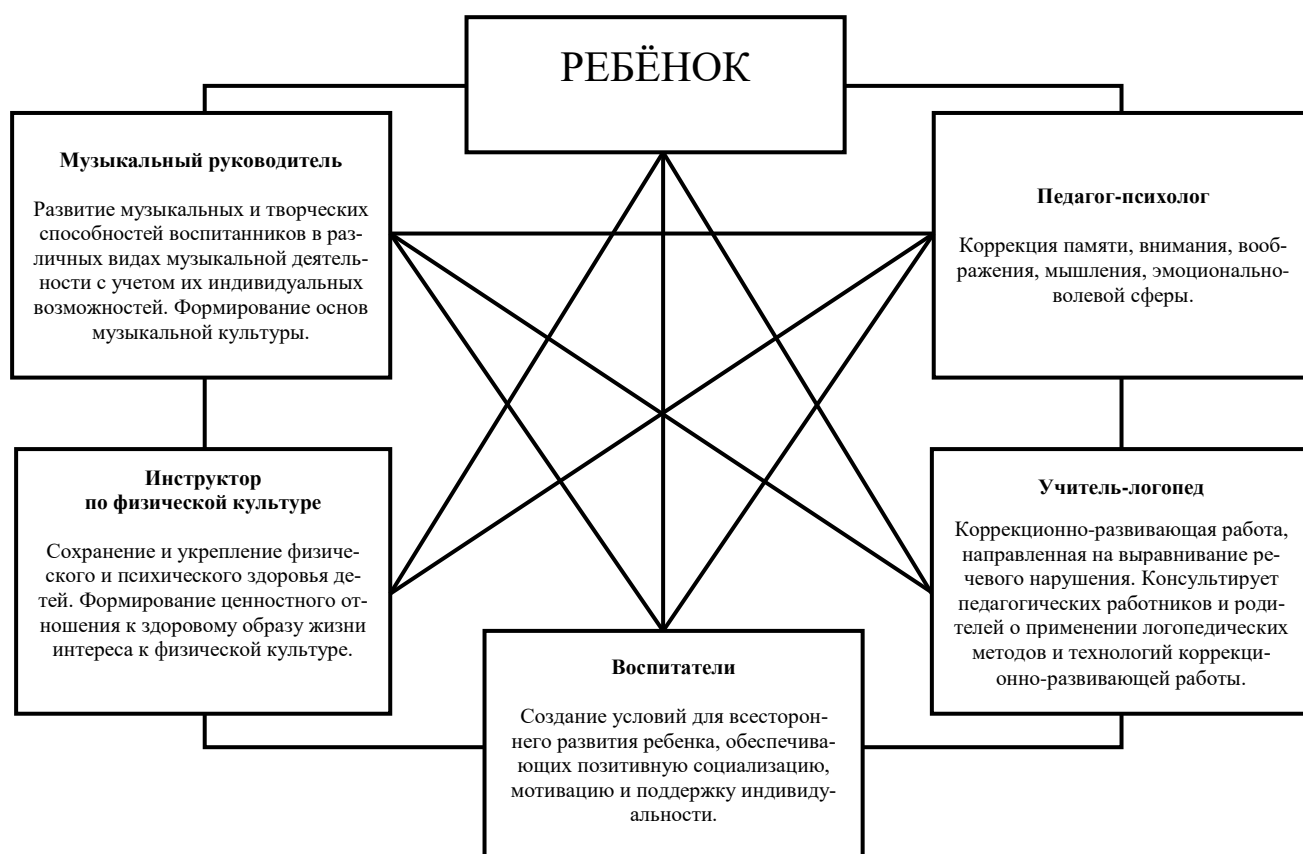 РЕБЁНОК
Музыкальный руководитель
Развитие музыкальных и творческих
способностей воспитанников в раз-
личных видах музыкальной деятель-
ности с учетом их индивидуальных
возможностей. Формирование основ
музыкальной культуры.
Педагог-психолог
Коррекция памяти, внимания, вооб-
ражения, мышления, эмоционально-
волевой сферы.
Инструктор
по физической культуре
Сохранение и укрепление физиче-
ского и психического здоровья де-
тей. Формирование ценностного от-
ношения к здоровому образу жизни
интереса к физической культуре.
Учитель-логопед
Коррекционно-развивающая работа,
направленная на выравнивание ре-
чевого нарушения. Консультирует
педагогических работников и роди-
телей о применении логопедических
методов и технологий коррекци-
онно-развивающей работы.
Воспитатели
Создание условий для всесторон-
него развития ребенка, обеспечива-
ющих позитивную социализацию,
мотивацию и поддержку индивиду-
альности.